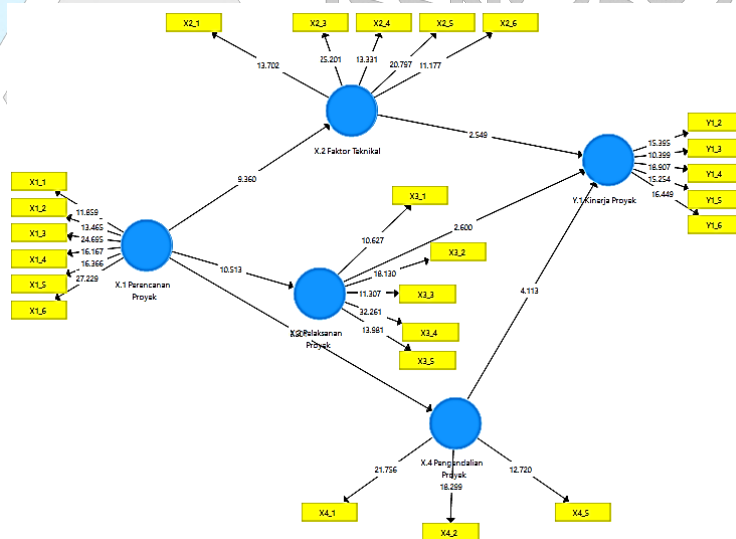 X2_1
X2_3
X2_4
X2_5
X2_6
13.702
25.201
13.331
20.797
11.177
X.2 Faktor Teknikal
2.549
9.360
Y1_2
Y1_3
Y1_4
Y1_5
Y1_6
15.395
10.399
18.907
15.254
16.449
Y.1 Kinerja Proyek
X1_1
X1_2
X1_3
X1_4
X1_5
X1_6
11.859
13.465
24.695
16.167
16.366
27.229
X.1 Perencanan
Proyek
10.513
2.600
X3_1
X3_2
X3_3
X3_4
X3_5
10.627
18.130
11.307
32.261
13.981
Pelaksanan
Proyek
4.113
X.4 Pengendalian
Proyek
21.756
18.299
12.720
X4_1
X4_2
X4_5